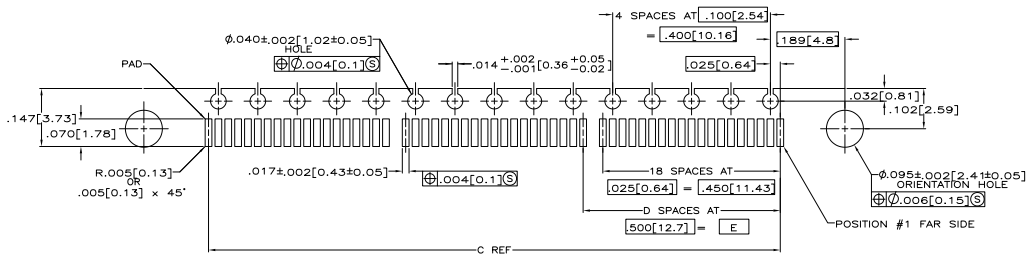 4 SPACES AT .100[2.54]
= .400[10.16]
.189[4.8]
Ø.040±.002[1.02±0.05]
HOLE
⌖ Ø.004[0.1]Ⓢ
.014 +.002 -.001 [0.36 +0.05 -0.02]
.025[0.64]
PAD
.032[0.81]
.102[2.59]
.147[3.73]
.070[1.78]
R.005[0.13]
OR
.005[0.13] × 45°
.017±.002[0.43±0.05]
⌖ .004[0.1]Ⓢ
18 SPACES AT
.025[0.64] = .450[11.43]
Ø.095±.002[2.41±0.05]
ORIENTATION HOLE
⌖ Ø.006[0.15]Ⓢ
D SPACES AT
.500[12.7] = E
POSITION #1 FAR SIDE
C REF